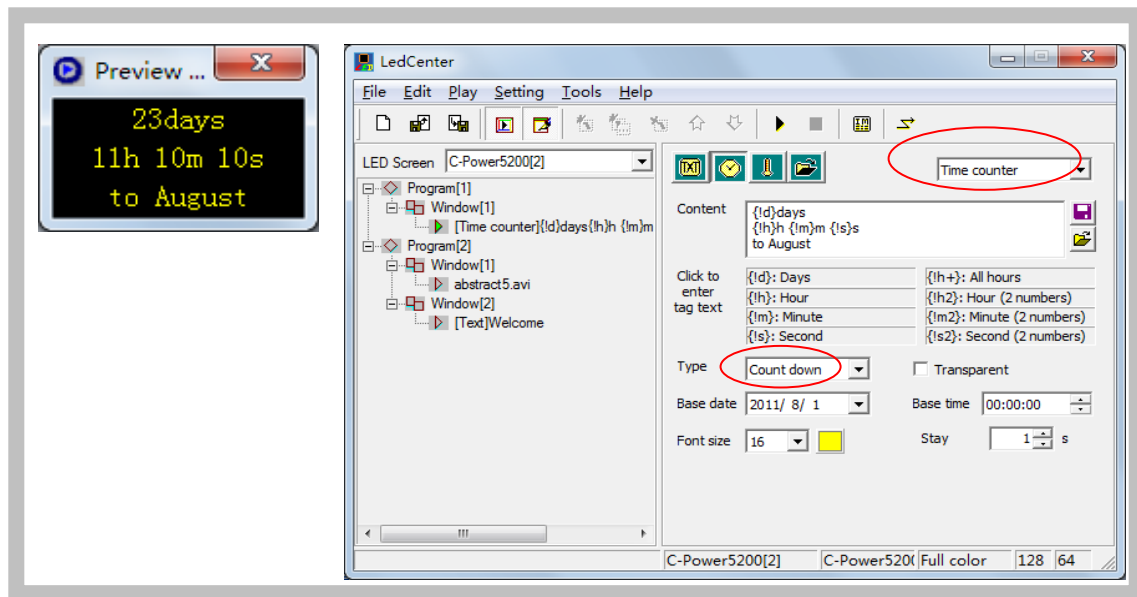 Preview ...
23days
11h 10m 10s
to August
LedCenter
File Edit Play Setting Tools Help
LED Screen C-Power5200[2]
Program[1]
Window[1]
[Time counter]{!d}days{!h}h {!m}m
Program[2]
Window[1]
abstract5.avi
Window[2]
[Text]Welcome
TXT
Time counter
Content
{!d}days
{!h}h {!m}m {!s}s
to August
Click to enter tag text
{!d}: Days {!h+}: All hours
{!h}: Hour {!h2}: Hour (2 numbers)
{!m}: Minute {!m2}: Minute (2 numbers)
{!s}: Second {!s2}: Second (2 numbers)
Type Count down Transparent
Base date 2011/ 8/ 1 Base time 00:00:00
Font size 16 Stay 1 s
C-Power5200[2] C-Power520( Full color 128 64